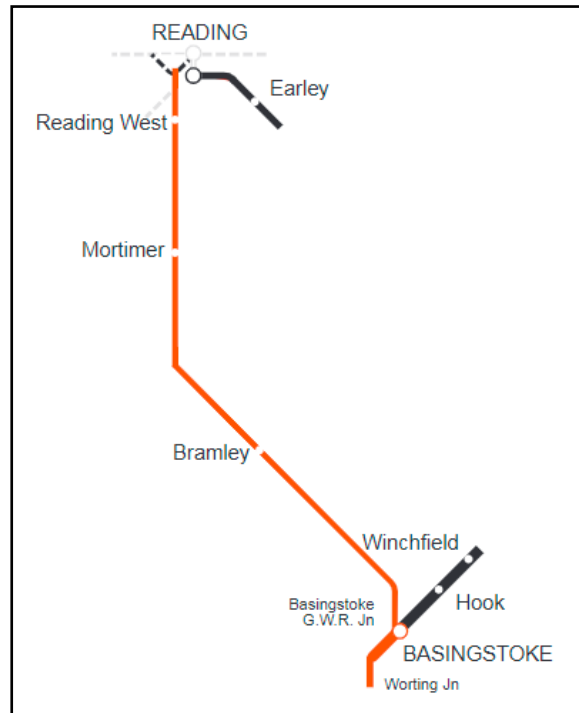 READING
Earley
Reading West
Mortimer
Bramley
Winchfield
Hook
Basingstoke
G.W.R. Jn
BASINGSTOKE
Worting Jn